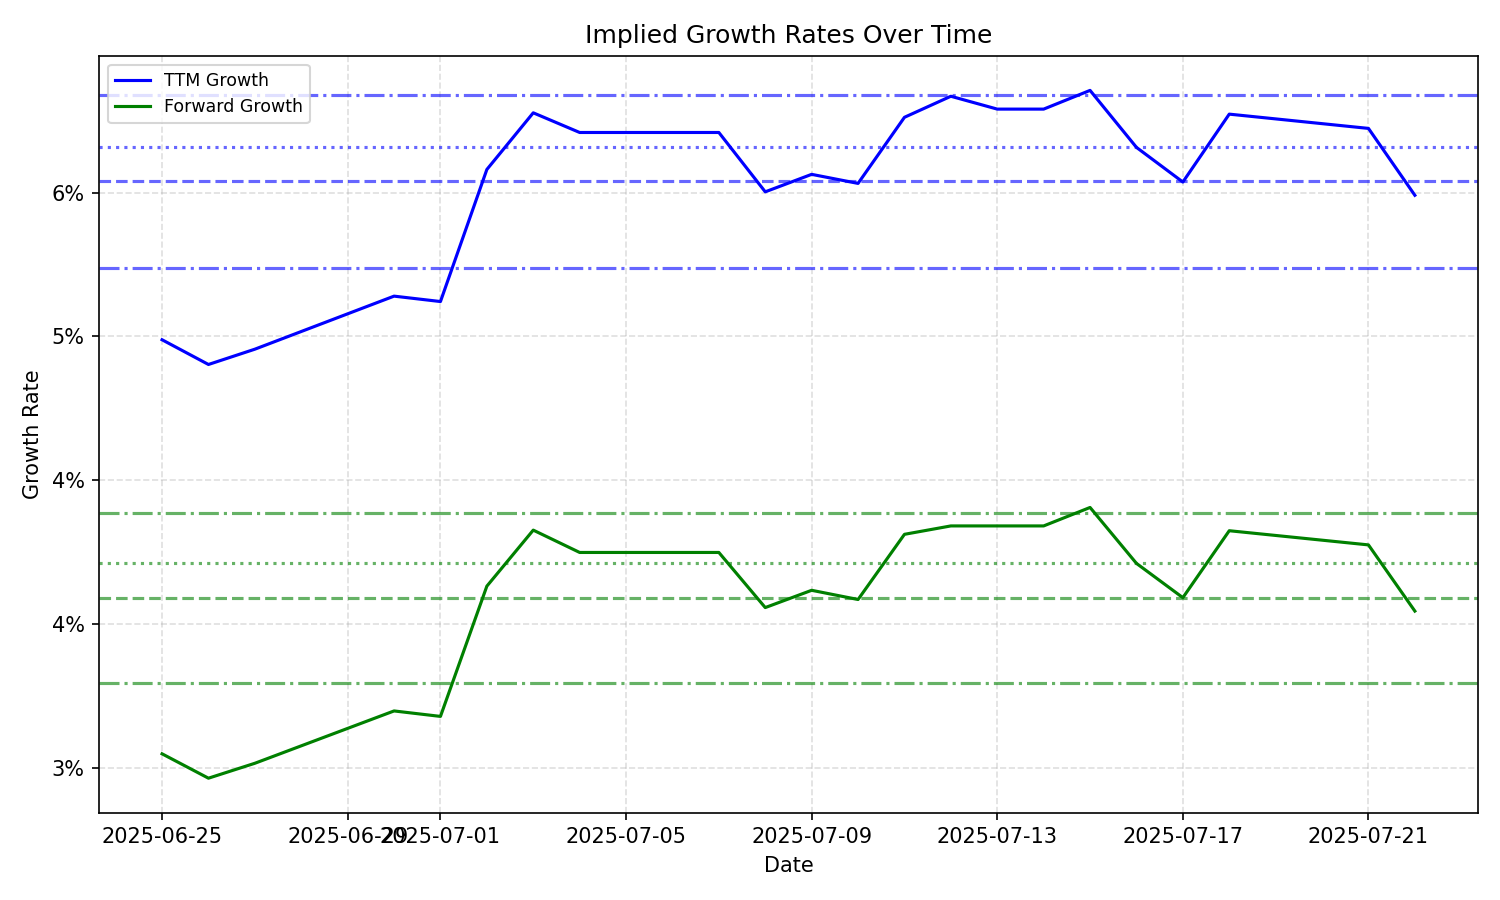 Implied Growth Rates Over Time
TTM Growth
Forward Growth
6%
5%
4%
4%
3%
Growth Rate
2025-06-25
2025-06-29
2025-07-01
2025-07-05
2025-07-09
2025-07-13
2025-07-17
2025-07-21
Date